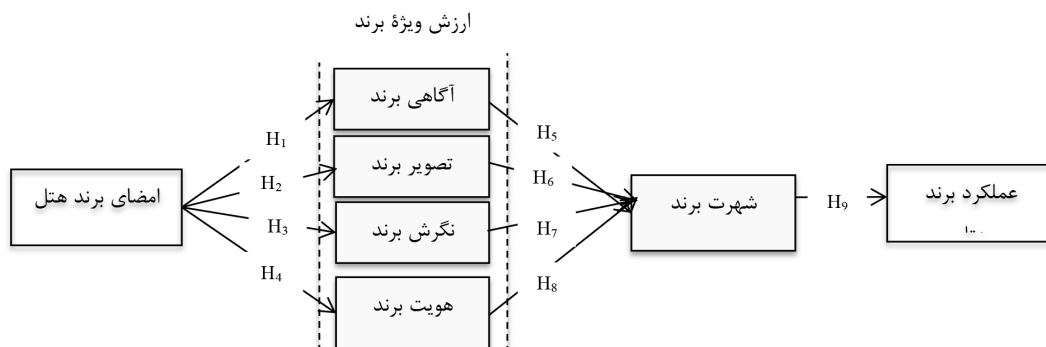 ارزش ویژۀ برند
آگاهی برند
H₁
H₅
تصویر برند
H₂
H₆
امضای برند هتل
شهرت برند
عملکرد برند
H₉
نگرش برند
H₃
H₇
H₄
H₈
هویت برند